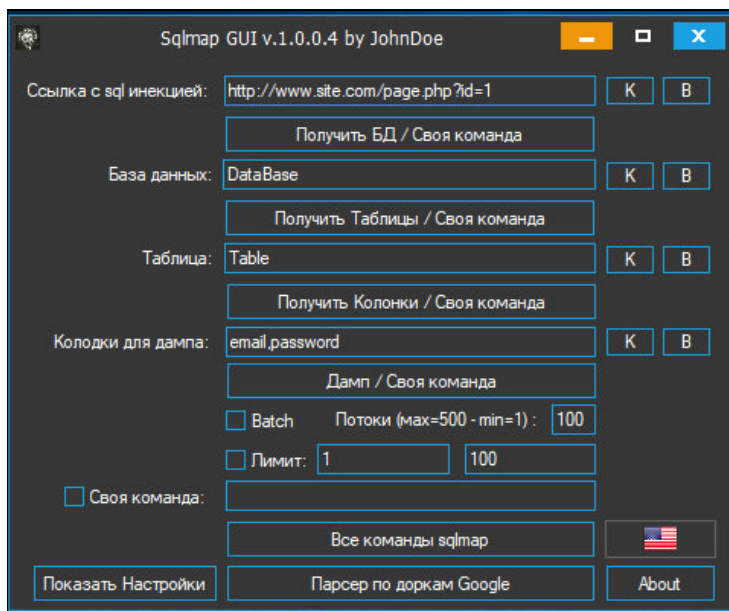 Sqlmap GUI v.1.0.0.4 by JohnDoe
Ссылка с sql инекцией: http://www.site.com/page.php?id=1 К В
Получить БД / Своя команда
База данных: DataBase К В
Получить Таблицы / Своя команда
Таблица: Table К В
Получить Колонки / Своя команда
Колодки для дампа: email,password К В
Дамп / Своя команда
Batch Потоки (мах=500 - min=1) : 100
Лимит: 1 100
Своя команда:
Все команды sqlmap
Показать Настройки Парсер по доркам Google About